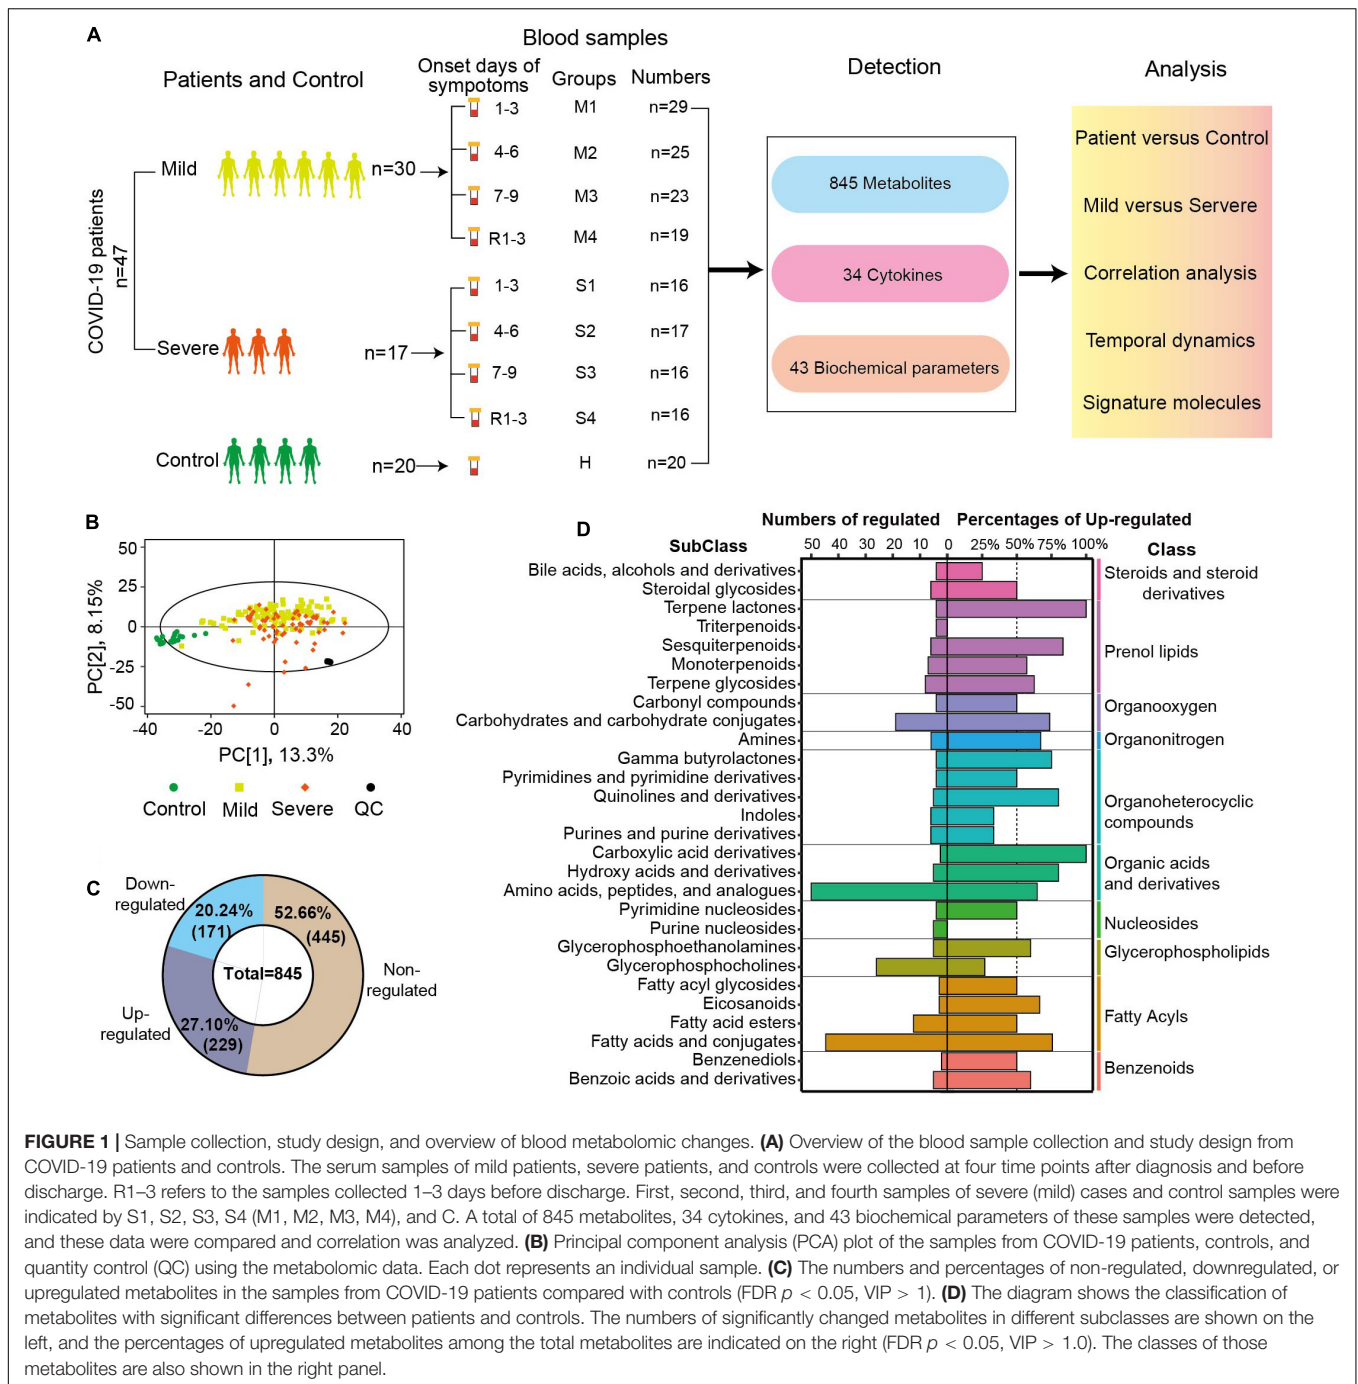 A
Blood samples
Patients and Control
Onset days of
sympotoms
Groups
Numbers
Detection
Analysis
COVID-19 patients
n=47
Mild
n=30
1-3 M1 n=29
4-6 M2 n=25
7-9 M3 n=23
R1-3 M4 n=19
Severe
n=17
1-3 S1 n=16
4-6 S2 n=17
7-9 S3 n=16
R1-3 S4 n=16
Control
n=20
H n=20
845 Metabolites
34 Cytokines
43 Biochemical parameters
Patient versus Control
Mild versus Servere
Correlation analysis
Temporal dynamics
Signature molecules
B
PC[2], 8.15%
50
25
0
-25
-50
-40 -20 0 20 40
PC[1], 13.3%
Control Mild Severe QC
C
Down-
regulated
20.24%
(171)
52.66%
(445)
Total=845
Non-
regulated
Up-
regulated
27.10%
(229)
D
Numbers of regulated Percentages of Up-regulated
SubClass
50 40 30 20 10 0 25% 50% 75% 100%
Class
Bile acids, alcohols and derivatives
Steroidal glycosides
Terpene lactones
Triterpenoids
Sesquiterpenoids
Monoterpenoids
Terpene glycosides
Carbonyl compounds
Carbohydrates and carbohydrate conjugates
Amines
Gamma butyrolactones
Pyrimidines and pyrimidine derivatives
Quinolines and derivatives
Indoles
Purines and purine derivatives
Carboxylic acid derivatives
Hydroxy acids and derivatives
Amino acids, peptides, and analogues
Pyrimidine nucleosides
Purine nucleosides
Glycerophosphoethanolamines
Glycerophosphocholines
Fatty acyl glycosides
Eicosanoids
Fatty acid esters
Fatty acids and conjugates
Benzenediols
Benzoic acids and derivatives
Steroids and steroid
derivatives
Prenol lipids
Organooxygen
Organonitrogen
Organoheterocyclic
compounds
Organic acids
and derivatives
Nucleosides
Glycerophospholipids
Fatty Acyls
Benzenoids
FIGURE 1 | Sample collection, study design, and overview of blood metabolomic changes. (A) Overview of the blood sample collection and study design from
COVID-19 patients and controls. The serum samples of mild patients, severe patients, and controls were collected at four time points after diagnosis and before
discharge. R1–3 refers to the samples collected 1–3 days before discharge. First, second, third, and fourth samples of severe (mild) cases and control samples were
indicated by S1, S2, S3, S4 (M1, M2, M3, M4), and C. A total of 845 metabolites, 34 cytokines, and 43 biochemical parameters of these samples were detected,
and these data were compared and correlation was analyzed. (B) Principal component analysis (PCA) plot of the samples from COVID-19 patients, controls, and
quantity control (QC) using the metabolomic data. Each dot represents an individual sample. (C) The numbers and percentages of non-regulated, downregulated, or
upregulated metabolites in the samples from COVID-19 patients compared with controls (FDR p < 0.05, VIP > 1). (D) The diagram shows the classification of
metabolites with significant differences between patients and controls. The numbers of significantly changed metabolites in different subclasses are shown on the
left, and the percentages of upregulated metabolites among the total metabolites are indicated on the right (FDR p < 0.05, VIP > 1.0). The classes of those
metabolites are also shown in the right panel.